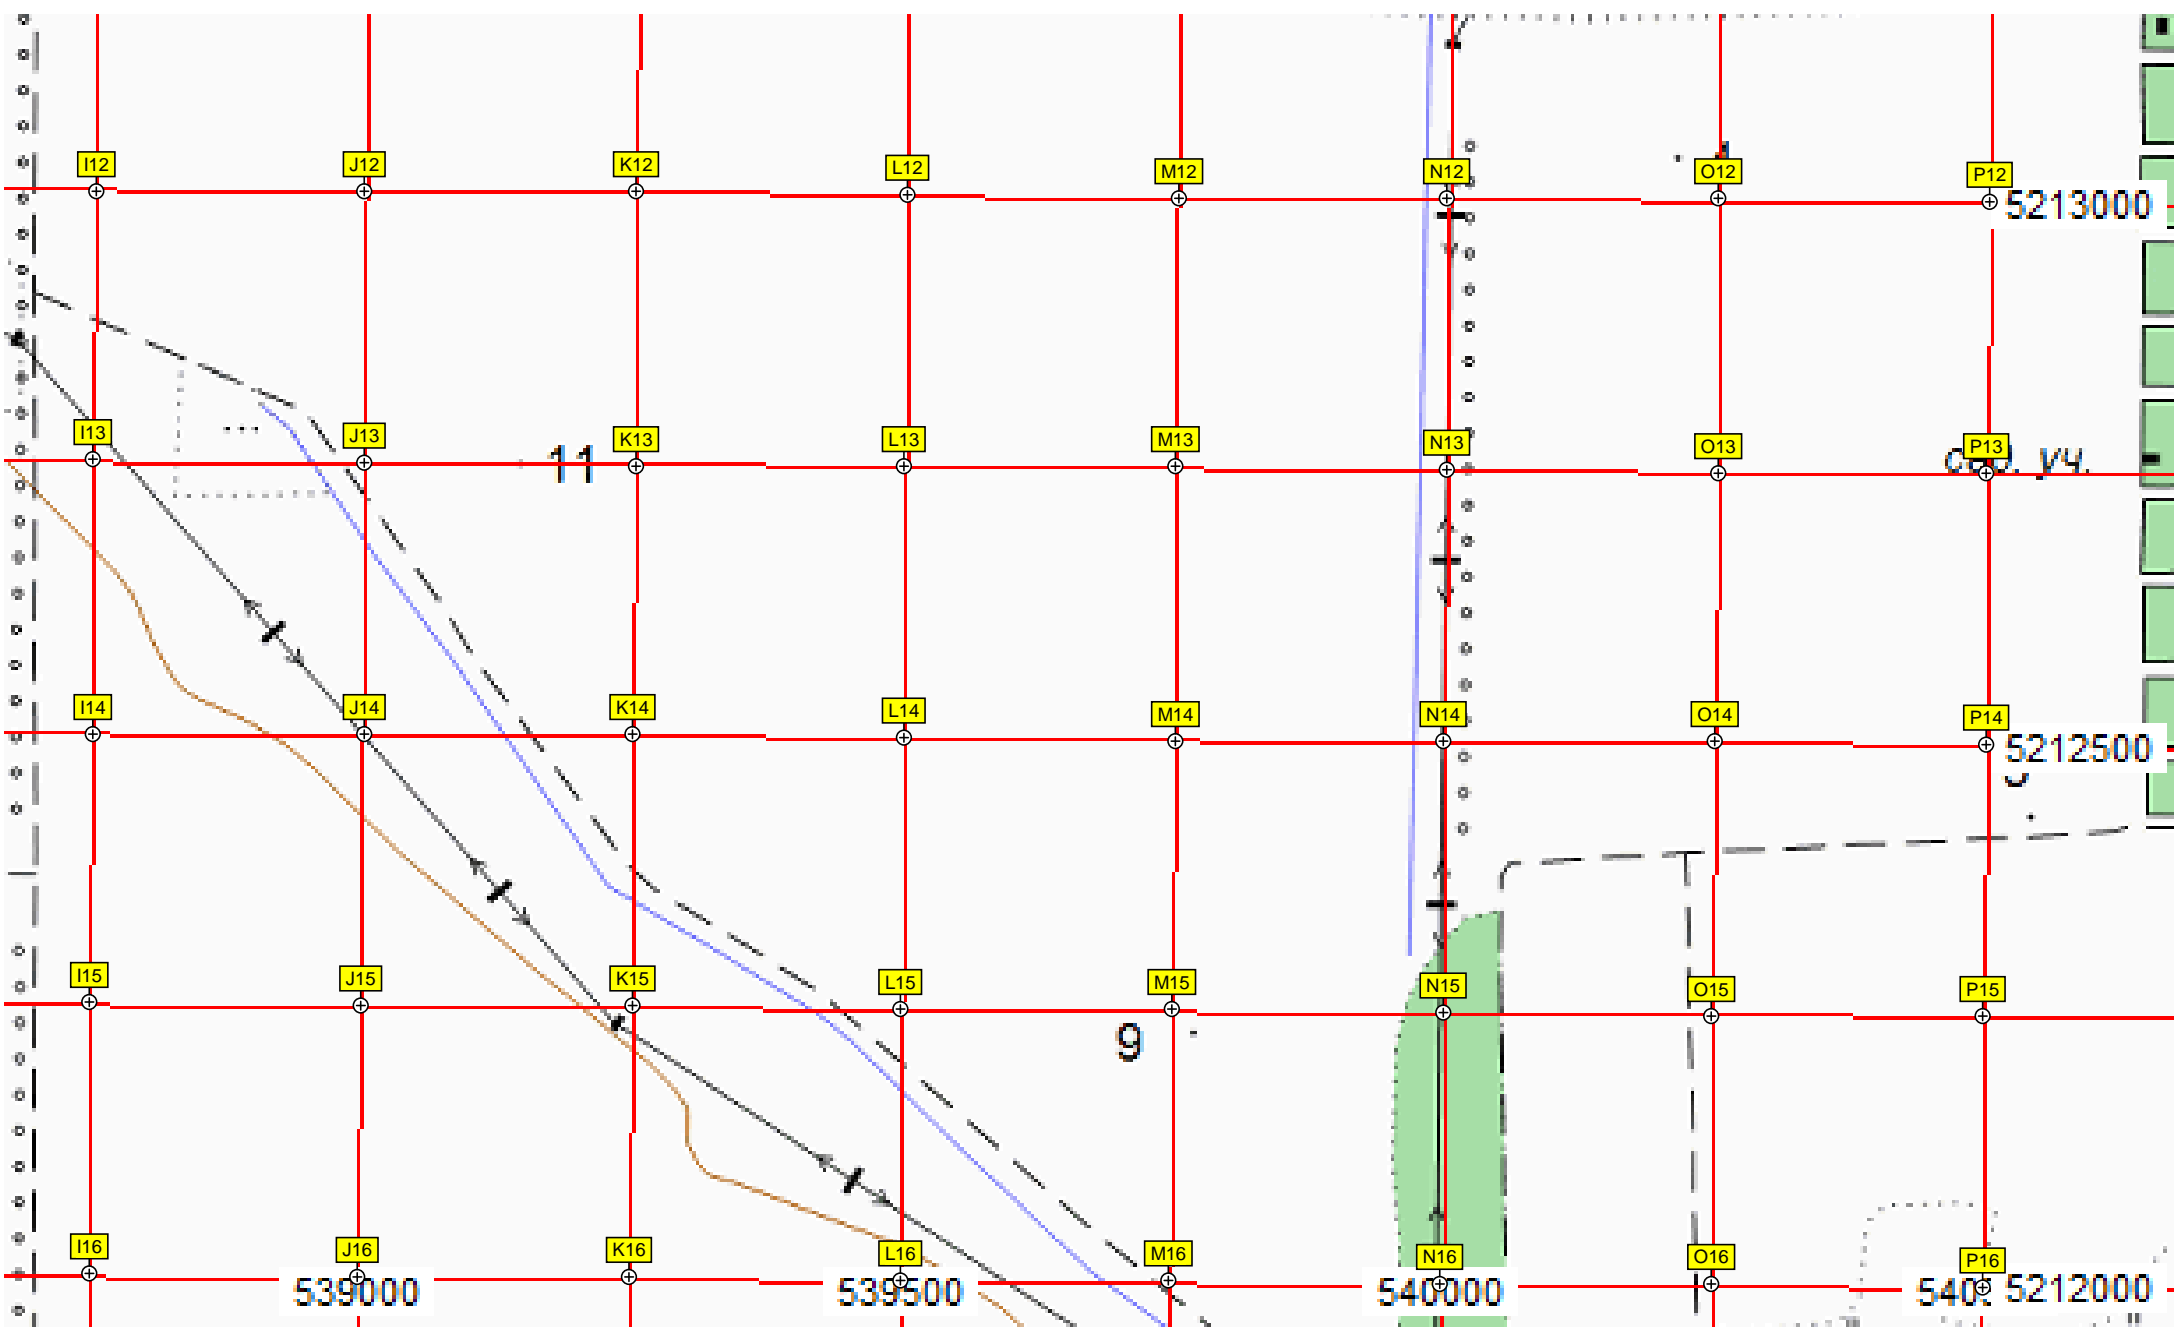 I12 J12 K12 L12 M12 N12 O12 P12
5213000
I13 J13 K13 L13 M13 N13 O13 P13
11
уч.
I14 J14 K14 L14 M14 N14 O14 P14
5212500
I15 J15 K15 L15 M15 N15 O15 P15
9
I16 J16 K16 L16 M16 N16 O16 P16
539000 539500 540000 5212000